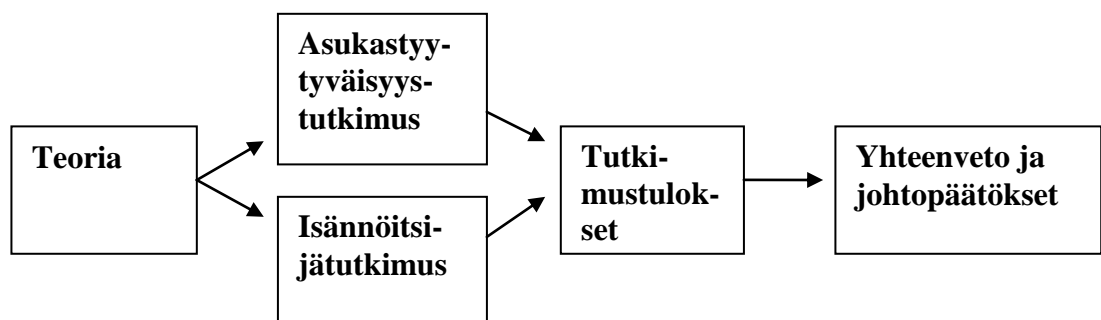 Teoria
Asukastyy-
tyväisyys-
tutkimus
Isännöitsi-
jätutkimus
Tutki-
mustulok-
set
Yhteenveto ja
johtopäätökset